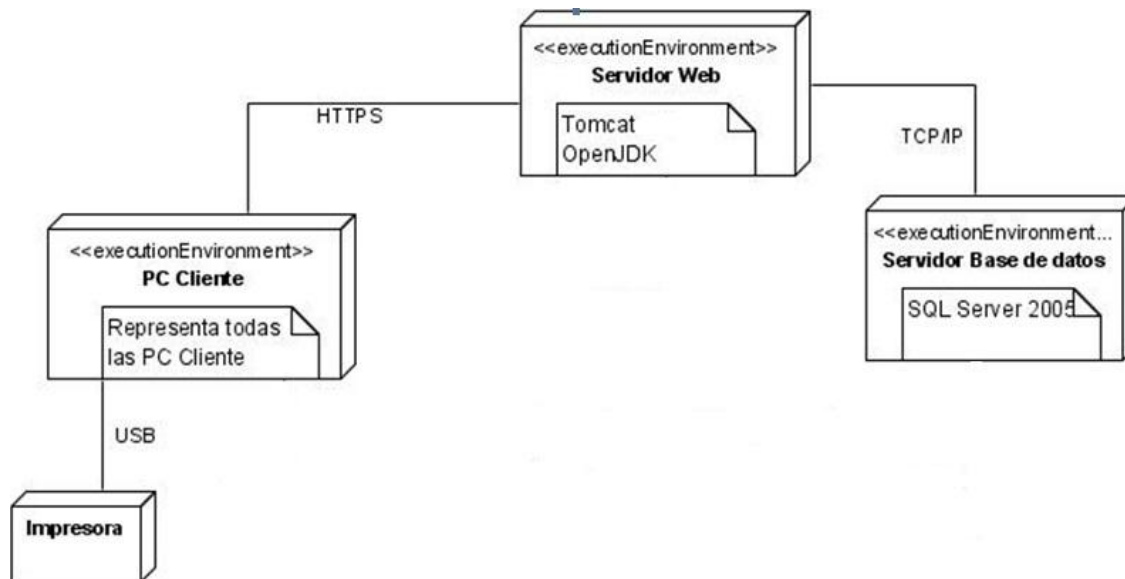 <<executionEnvironment>>
Servidor Web
Tomcat
OpenJDK
HTTPS
TCP/IP
<<executionEnvironment>>
PC Cliente
Representa todas
las PC Cliente
<<executionEnvironment...
Servidor Base de datos
SQL Server 2005
USB
Impresora